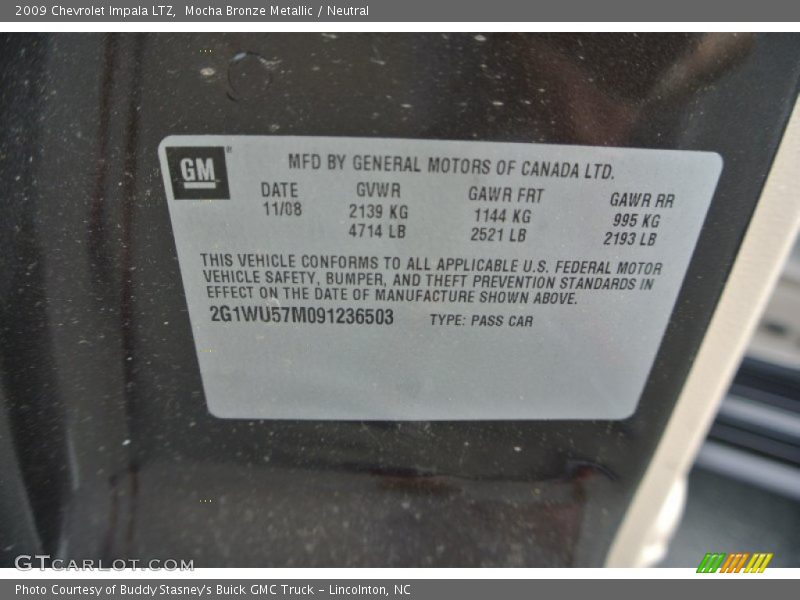 2009 Chevrolet Impala LTZ, Mocha Bronze Metallic / Neutral
GM
MFD BY GENERAL MOTORS OF CANADA LTD.
DATE GVWR GAWR FRT GAWR RR
11/08 2139 KG 1144 KG 995 KG
4714 LB 2521 LB 2193 LB
THIS VEHICLE CONFORMS TO ALL APPLICABLE U.S. FEDERAL MOTOR
VEHICLE SAFETY, BUMPER, AND THEFT PREVENTION STANDARDS IN
EFFECT ON THE DATE OF MANUFACTURE SHOWN ABOVE.
2G1WU57M091236503 TYPE: PASS CAR
GTCARLOT.COM
Photo Courtesy of Buddy Stasney's Buick GMC Truck – Lincolnton, NC